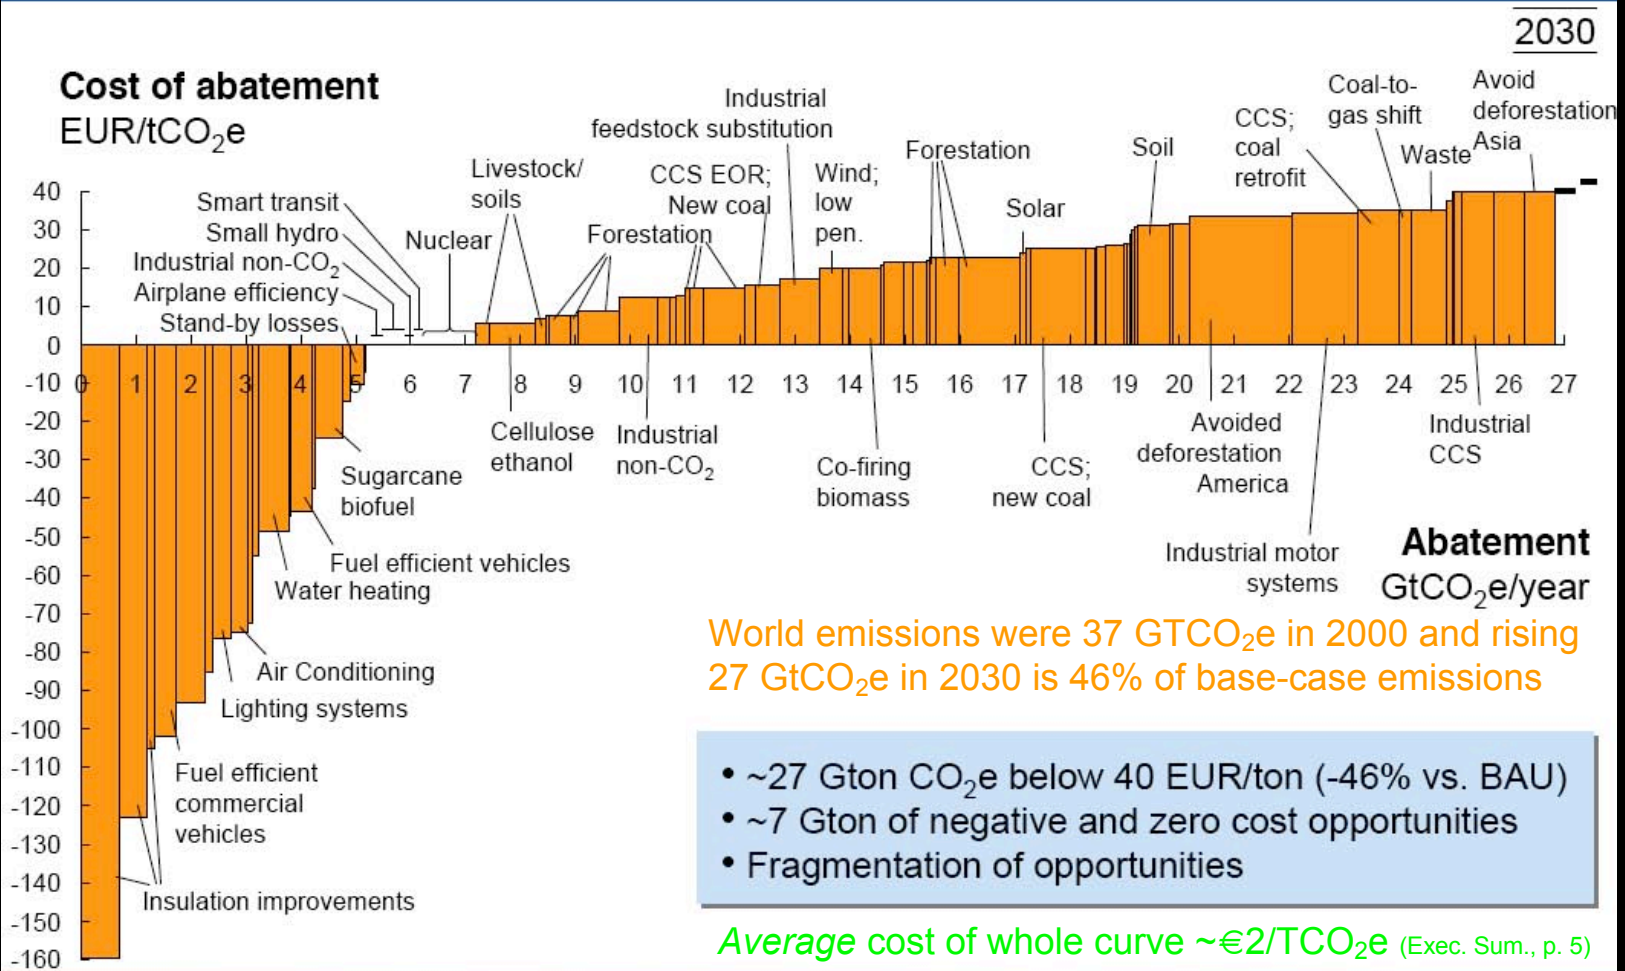 2030
Cost of abatement
EUR/tCO2e
Coal-to-
gas shift
Avoid
deforestation
Asia
Industrial
feedstock substitution
CCS;
coal
retrofit
Waste
Livestock/
soils
CCS EOR;
New coal
Wind;
low
pen.
Forestation
Soil
Solar
Smart transit
Small hydro
Industrial non-CO2
Airplane efficiency
Stand-by losses
Nuclear
Forestation
40
30
20
10
0
-10
-20
-30
-40
-50
-60
-70
-80
-90
-100
-110
-120
-130
-140
-150
-160
0 1 2 3 4 5 6 7 8 9 10 11 12 13 14 15 16 17 18 19 20 21 22 23 24 25 26 27
Cellulose
ethanol
Industrial
non-CO2
Co-firing
biomass
CCS;
new coal
Avoided
deforestation
America
Industrial
CCS
Industrial motor
systems
Abatement
GtCO2e/year
Sugarcane
biofuel
Fuel efficient vehicles
Water heating
Air Conditioning
Lighting systems
Fuel efficient
commercial
vehicles
Insulation improvements
World emissions were 37 GTCO2e in 2000 and rising
27 GtCO2e in 2030 is 46% of base-case emissions
• ~27 Gton CO2e below 40 EUR/ton (-46% vs. BAU)
• ~7 Gton of negative and zero cost opportunities
• Fragmentation of opportunities
Average cost of whole curve ~€2/TCO2e (Exec. Sum., p. 5)